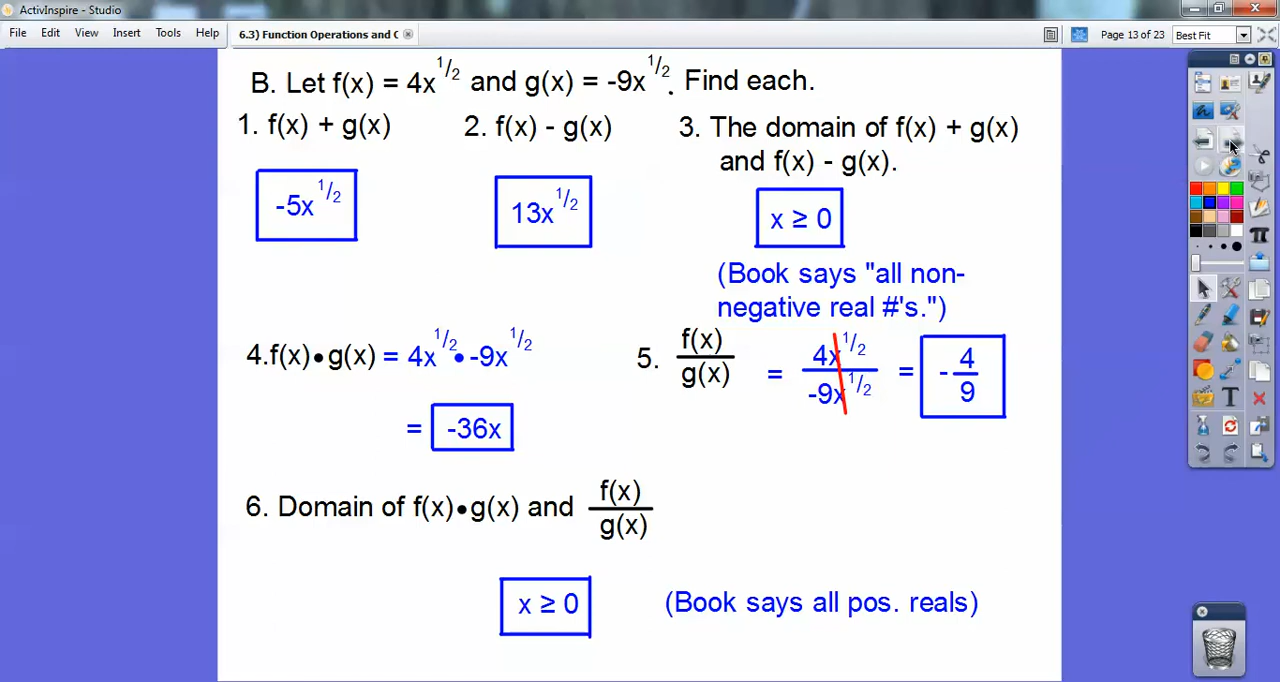 ActivInspire - Studio
File Edit View Insert Tools Help 6.3) Function Operations and C Page 13 of 23 Best Fit
B. Let f(x) = 4x^1/2 and g(x) = -9x^1/2. Find each.
1. f(x) + g(x) 2. f(x) - g(x) 3. The domain of f(x) + g(x)
and f(x) - g(x).
-5x^1/2 13x^1/2 x ≥ 0
(Book says "all non-
negative real #'s.")
4.f(x)•g(x) = 4x^1/2 • -9x^1/2
= -36x
5. f(x)/g(x) = 4x^1/2 / -9x^1/2 = - 4/9
6. Domain of f(x)•g(x) and f(x)/g(x)
x ≥ 0 (Book says all pos. reals)